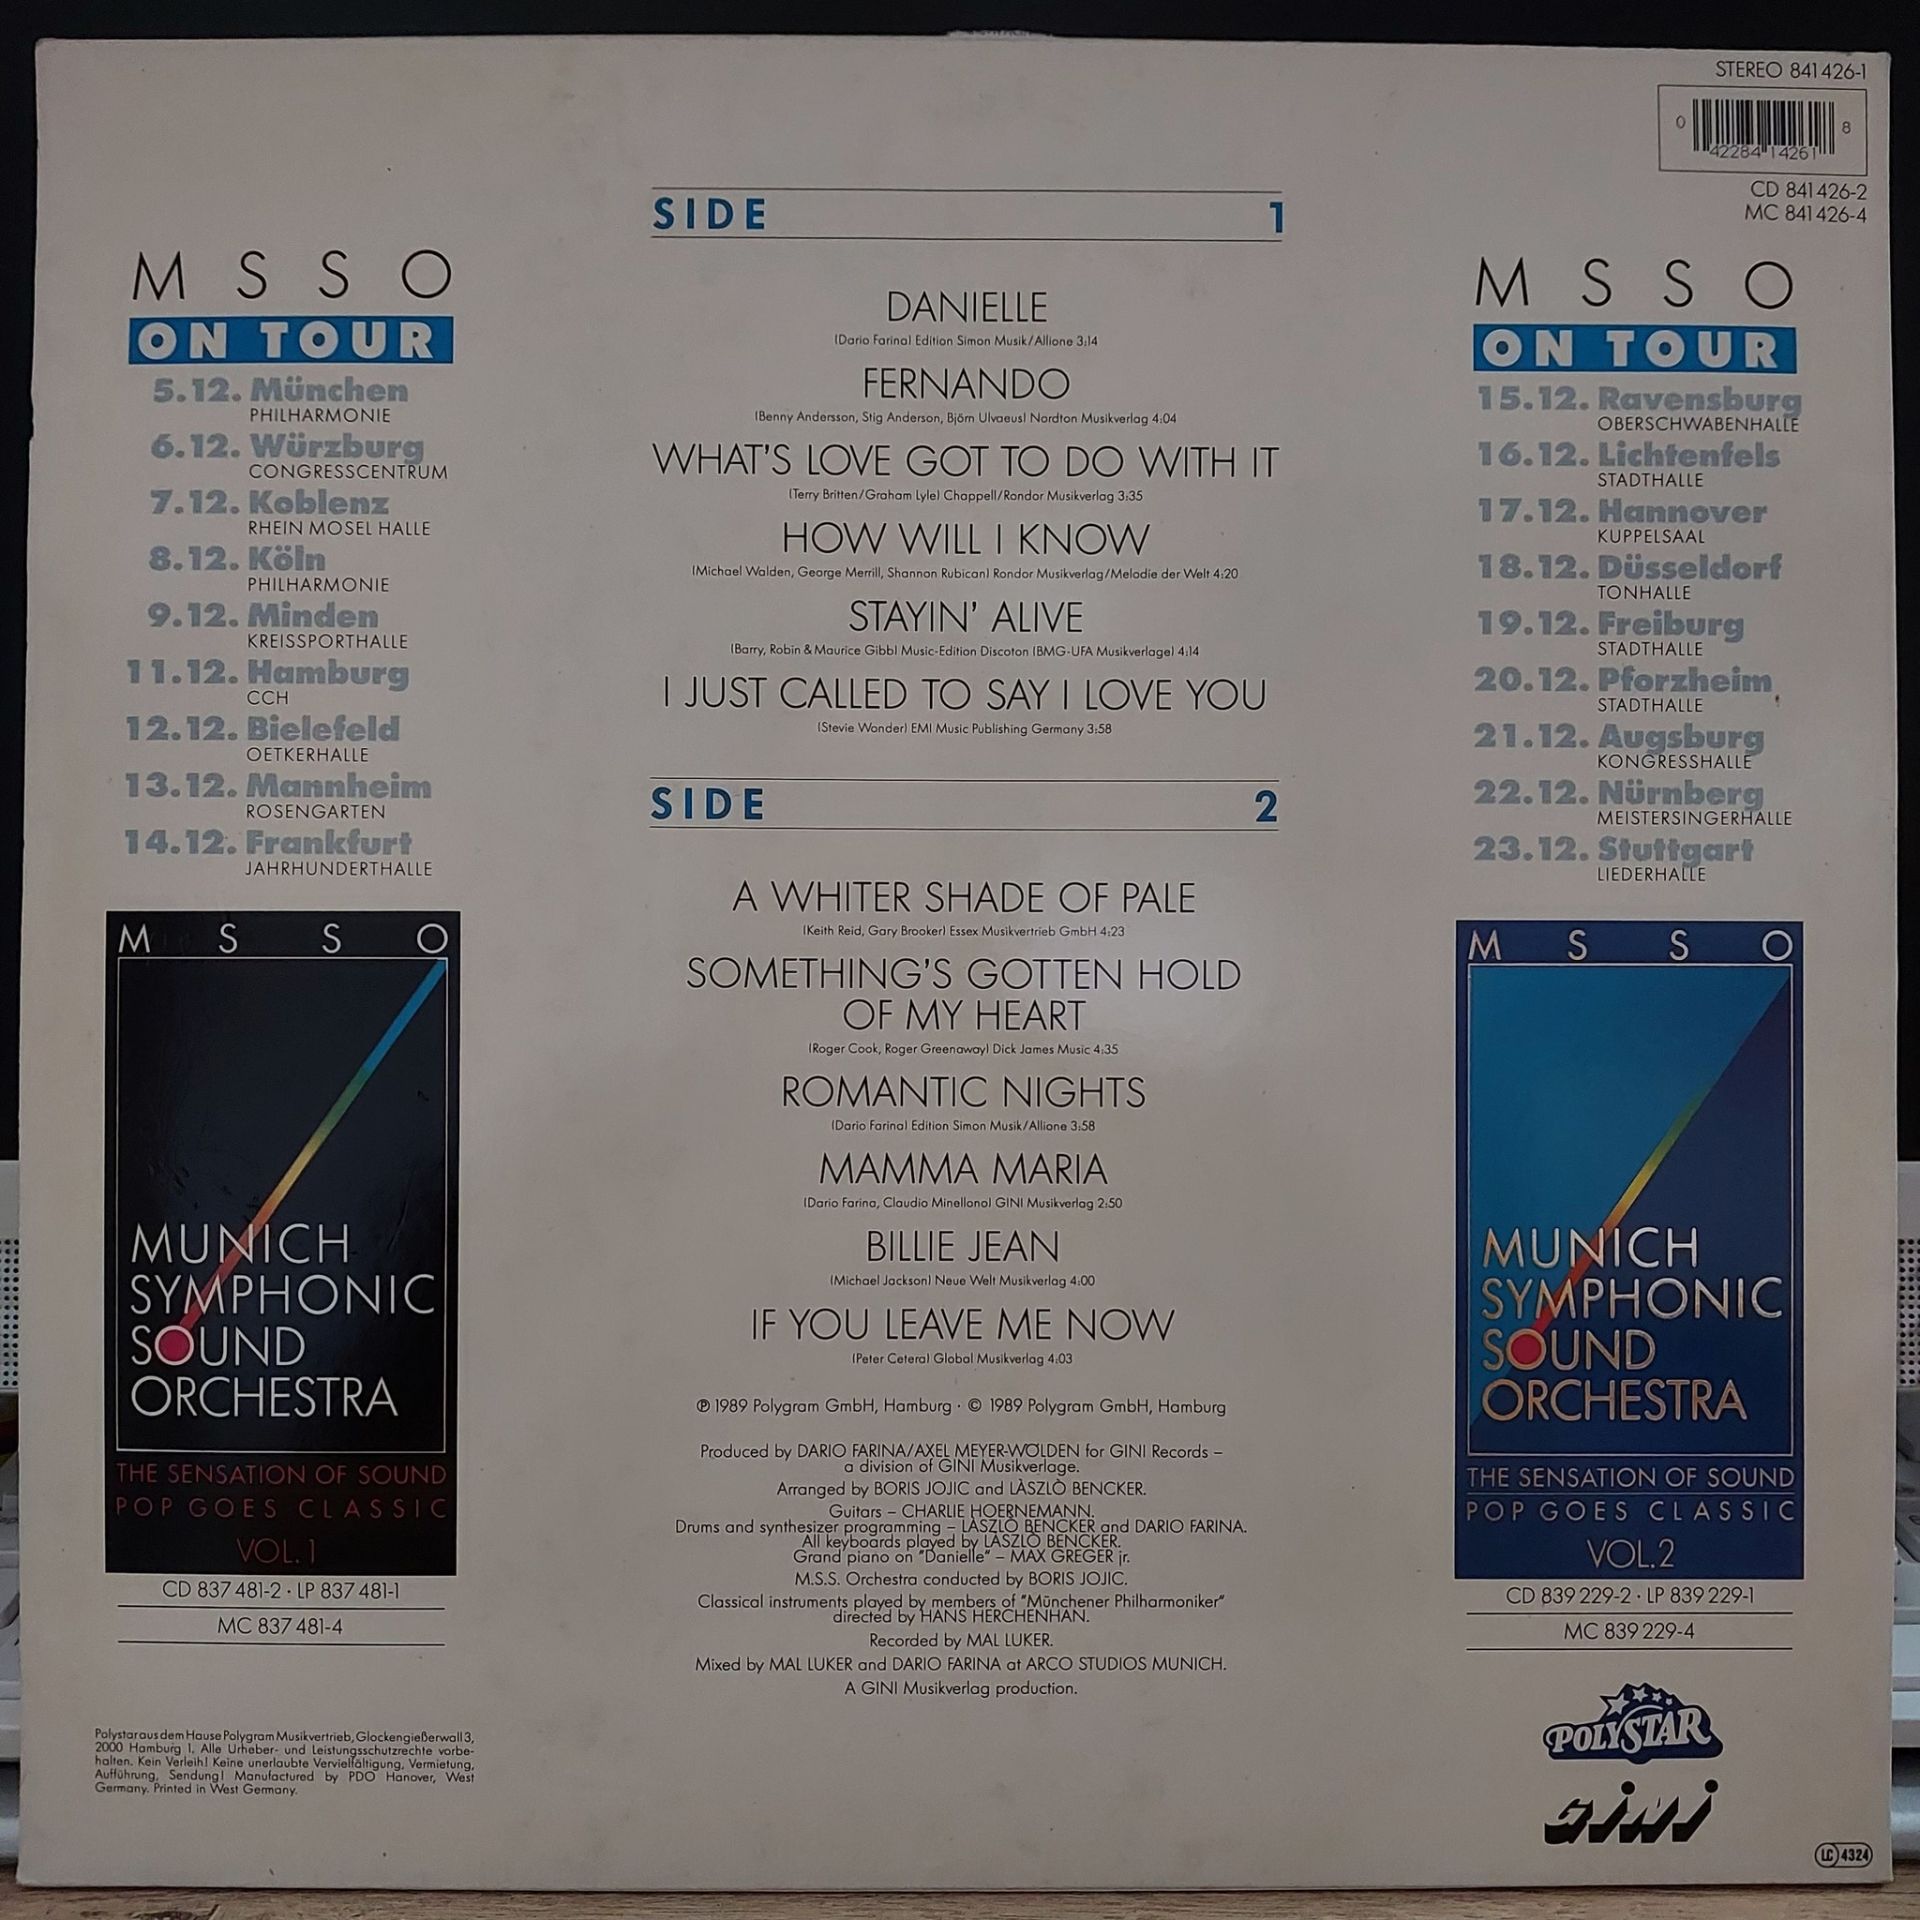 STEREO 841 426-1
0 42284 14261 8
CD 841 426-2
MC 841 426-4
M S S O
ON TOUR
5.12. München
PHILHARMONIE
6.12. Würzburg
CONGRESSCENTRUM
7.12. Koblenz
RHEIN MOSEL HALLE
8.12. Köln
PHILHARMONIE
9.12. Minden
KREISSPORTHALLE
11.12. Hamburg
CCH
12.12. Bielefeld
OETKERHALLE
13.12. Mannheim
ROSENGARTEN
14.12. Frankfurt
JAHRHUNDERTHALLE
M S S O
MUNICH
SYMPHONIC
SOUND
ORCHESTRA
THE SENSATION OF SOUND
POP GOES CLASSIC
VOL. 1
CD 837 481-2 · LP 837 481-1
MC 837 481-4
Polystar aus dem Hause Polygram Musikvertrieb, Glockengießerwall 3,
2000 Hamburg 1. Alle Urheber- und Leistungsschutzrechte vorbe-
halten. Kein Verleih! Keine unerlaubte Vervielfältigung, Vermietung,
Aufführung, Sendung! Manufactured by PDO Hanover, West
Germany. Printed in West Germany.
SIDE 1
DANIELLE
(Dario Farina) Edition Simon Musik/Allione 3:14
FERNANDO
(Benny Andersson, Stig Anderson, Björn Ulvaeus) Nordton Musikverlag 4:04
WHAT'S LOVE GOT TO DO WITH IT
(Terry Britten/Graham Lyle) Chappell/Rondor Musikverlag 3:35
HOW WILL I KNOW
(Michael Walden, George Merrill, Shannon Rubican) Rondor Musikverlag/Melodie der Welt 4:20
STAYIN' ALIVE
(Barry, Robin & Maurice Gibb) Music-Edition Discoton (BMG-UFA Musikverlage) 4:14
I JUST CALLED TO SAY I LOVE YOU
(Stevie Wonder) EMI Music Publishing Germany 3:58
SIDE 2
A WHITER SHADE OF PALE
(Keith Reid, Gary Brooker) Essex Musikvertrieb GmbH 4:23
SOMETHING'S GOTTEN HOLD
OF MY HEART
(Roger Cook, Roger Greenaway) Dick James Music 4:35
ROMANTIC NIGHTS
(Dario Farina) Edition Simon Musik/Allione 3:58
MAMMA MARIA
(Dario Farina, Claudio Minellono) GINI Musikverlag 2:50
BILLIE JEAN
(Michael Jackson) Neue Welt Musikverlag 4:00
IF YOU LEAVE ME NOW
(Peter Cetera) Global Musikverlag 4:03
℗ 1989 Polygram GmbH, Hamburg · © 1989 Polygram GmbH, Hamburg
Produced by DARIO FARINA/AXEL MEYER-WÖLDEN for GINI Records –
a division of GINI Musikverlage.
Arranged by BORIS JOJIC and LÀSZLÒ BENCKER.
Guitars – CHARLIE HOERNEMANN.
Drums and synthesizer programming – LÀSZLÒ BENCKER and DARIO FARINA.
All keyboards played by LÀSZLÒ BENCKER.
Grand piano on "Danielle" – MAX GREGER jr.
M.S.S. Orchestra conducted by BORIS JOJIC.
Classical instruments played by members of "Münchener Philharmoniker"
directed by HANS HERCHENHAN.
Recorded by MAL LUKER.
Mixed by MAL LUKER and DARIO FARINA at ARCO STUDIOS MUNICH.
A GINI Musikverlag production.
M S S O
ON TOUR
15.12. Ravensburg
OBERSCHWABENHALLE
16.12. Lichtenfels
STADTHALLE
17.12. Hannover
KUPPELSAAL
18.12. Düsseldorf
TONHALLE
19.12. Freiburg
STADTHALLE
20.12. Pforzheim
STADTHALLE
21.12. Augsburg
KONGRESSHALLE
22.12. Nürnberg
MEISTERSINGERHALLE
23.12. Stuttgart
LIEDERHALLE
M S S O
MUNICH
SYMPHONIC
SOUND
ORCHESTRA
THE SENSATION OF SOUND
POP GOES CLASSIC
VOL. 2
CD 839 229-2 · LP 839 229-1
MC 839 229-4
POLYSTAR
GINI
LC 4324